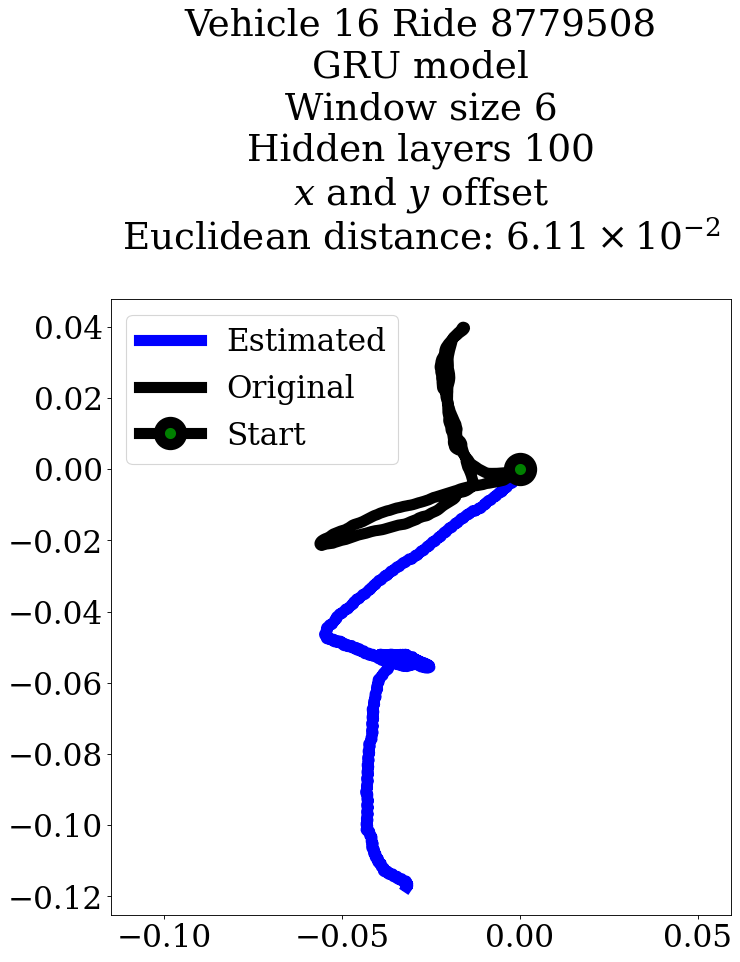 Vehicle 16 Ride 8779508
GRU model
Window size 6
Hidden layers 100
x and y offset
Euclidean distance: 6.11 × 10⁻²
Estimated
Original
Start
0.04
0.02
0.00
−0.02
−0.04
−0.06
−0.08
−0.10
−0.12
−0.10 −0.05 0.00 0.05